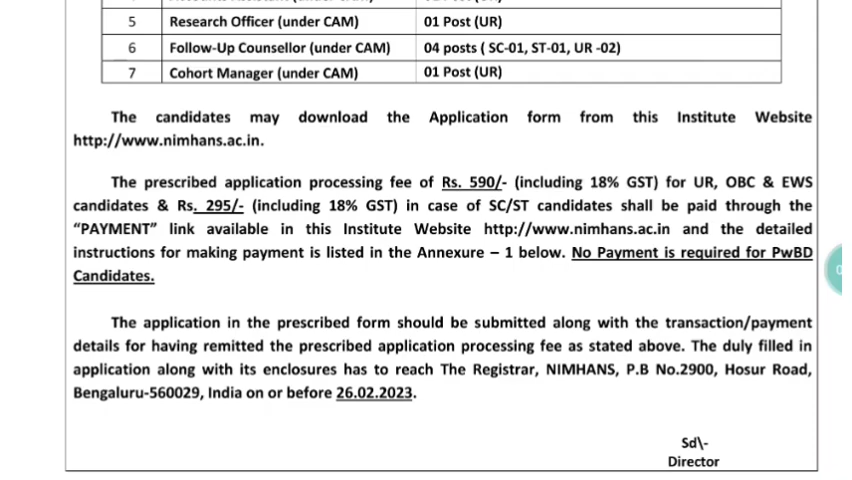 5 Research Officer (under CAM) 01 Post (UR)
6 Follow-Up Counsellor (under CAM) 04 posts ( SC-01, ST-01, UR -02)
7 Cohort Manager (under CAM) 01 Post (UR)
The candidates may download the Application form from this Institute Website
http://www.nimhans.ac.in.
The prescribed application processing fee of Rs. 590/- (including 18% GST) for UR, OBC & EWS
candidates & Rs. 295/- (including 18% GST) in case of SC/ST candidates shall be paid through the
“PAYMENT” link available in this Institute Website http://www.nimhans.ac.in and the detailed
instructions for making payment is listed in the Annexure – 1 below. No Payment is required for PwBD
Candidates.
The application in the prescribed form should be submitted along with the transaction/payment
details for having remitted the prescribed application processing fee as stated above. The duly filled in
application along with its enclosures has to reach The Registrar, NIMHANS, P.B No.2900, Hosur Road,
Bengaluru-560029, India on or before 26.02.2023.
Sd\-
Director